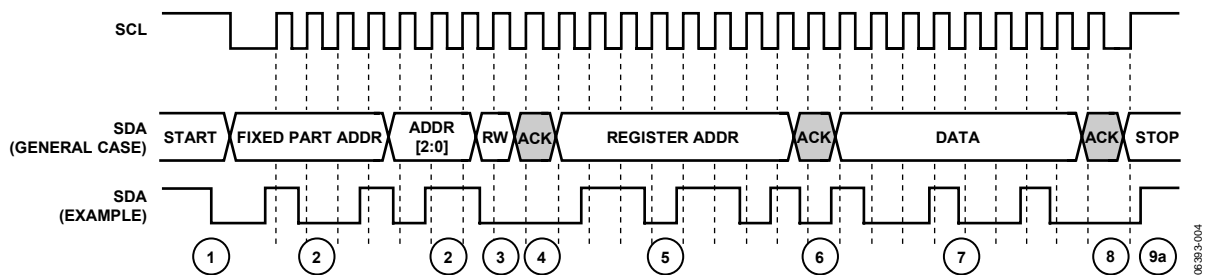 SCL
SDA
(GENERAL CASE)
START FIXED PART ADDR ADDR [2:0] RW ACK REGISTER ADDR ACK DATA ACK STOP
SDA
(EXAMPLE)
1 2 2 3 4 5 6 7 8 9a
06393-004